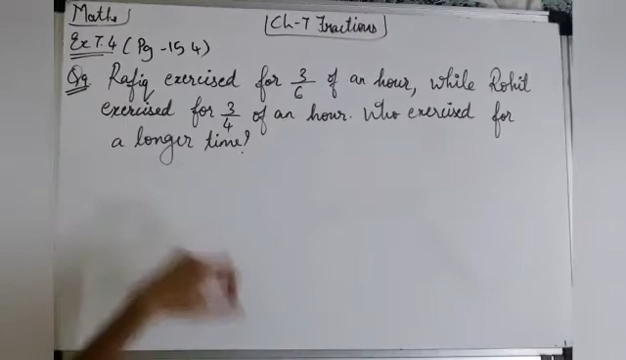 Maths
Ch-7 Fractions
Ex 7.4 (Pg -154)
Q9 Rafiq exercised for 3/6 of an hour, while Rohit
exercised for 3/4 of an hour. Who exercised for
a longer time?